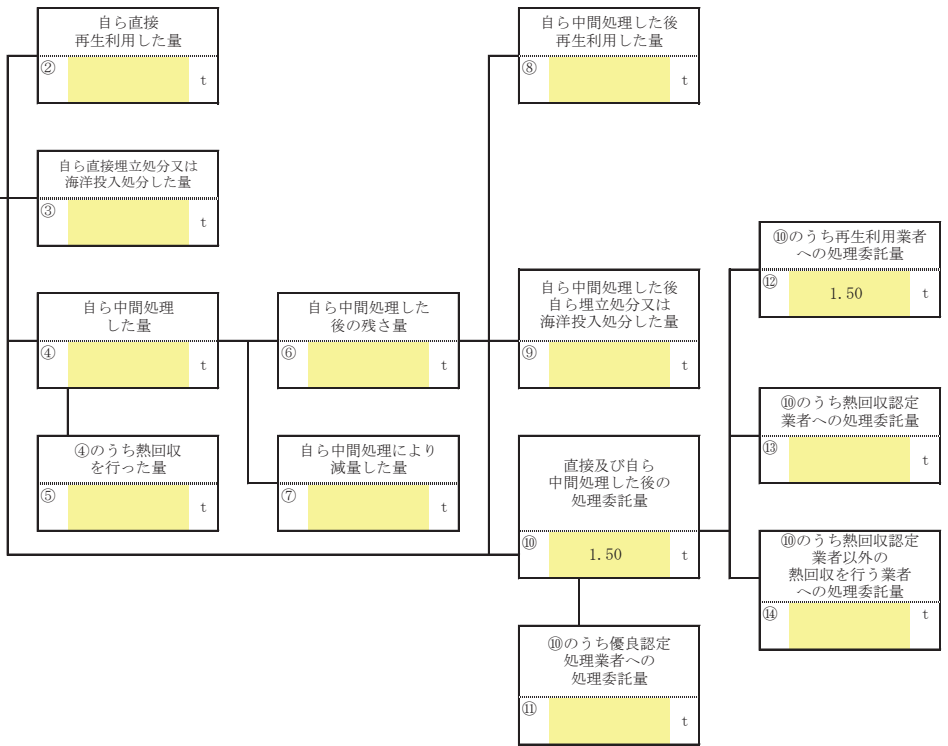 自ら直接
再生利用した量
②
t
自ら直接埋立処分又は
海洋投入処分した量
③
t
自ら中間処理
した量
④
t
④のうち熱回収
を行った量
⑤
t
自ら中間処理した
後の残さ量
⑥
t
自ら中間処理により
減量した量
⑦
t
自ら中間処理した後
再生利用した量
⑧
t
自ら中間処理した後
自ら埋立処分又は
海洋投入処分した量
⑨
t
直接及び自ら
中間処理した後の
処理委託量
⑩ 1.50 t
⑩のうち優良認定
処理業者への
処理委託量
⑪
t
⑩のうち再生利用業者
への処理委託量
⑫ 1.50 t
⑩のうち熱回収認定
業者への処理委託量
⑬
t
⑩のうち熱回収認定
業者以外の
熱回収を行う業者
への処理委託量
⑭
t